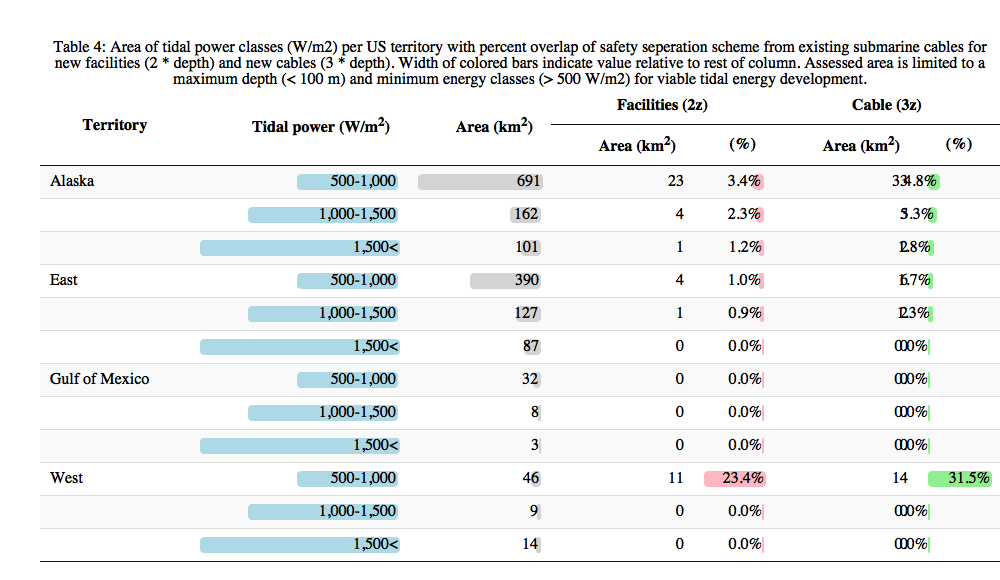 Table 4: Area of tidal power classes (W/m2) per US territory with percent overlap of safety seperation scheme from existing submarine cables for
new facilities (2 * depth) and new cables (3 * depth). Width of colored bars indicate value relative to rest of column. Assessed area is limited to a
maximum depth (< 100 m) and minimum energy classes (> 500 W/m2) for viable tidal energy development.
Facilities (2z) Cable (3z)
Territory Tidal power (W/m²) Area (km²)
Area (km²) (%) Area (km²) (%)
Alaska 500-1,000 691 23 3.4%
1,000-1,500 162 4 2.3%
1,500< 101 1 1.2%
East 500-1,000 390 4 1.0%
1,000-1,500 127 1 0.9%
1,500< 87 0 0.0%
Gulf of Mexico 500-1,000 32 0 0.0%
1,000-1,500 8 0 0.0%
1,500< 3 0 0.0%
West 500-1,000 46 11 23.4% 14 31.5%
1,000-1,500 9 0 0.0%
1,500< 14 0 0.0%